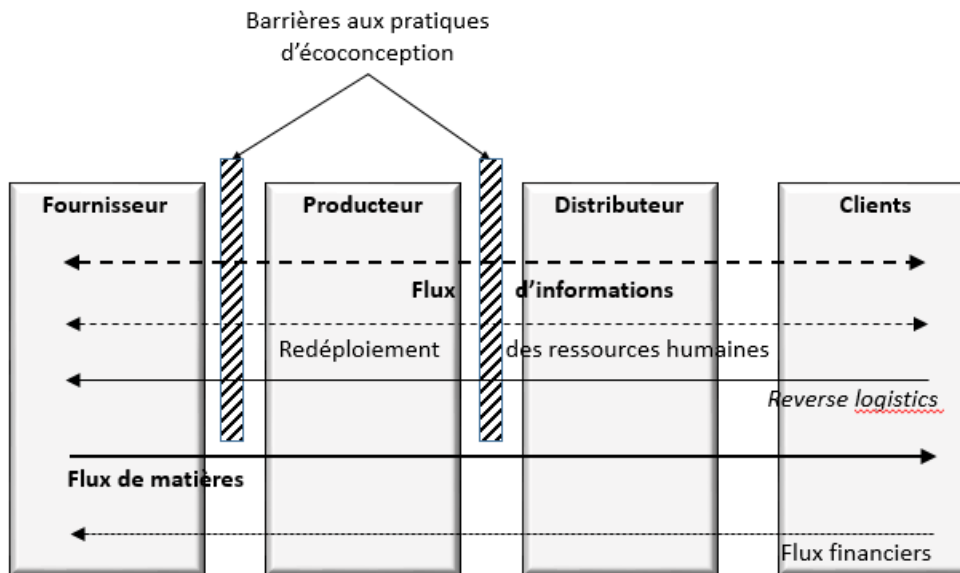 Barrières aux pratiques
d'écoconception
Fournisseur
Producteur
Distributeur
Clients
Flux d'informations
Redéploiement des ressources humaines
Reverse logistics
Flux de matières
Flux financiers